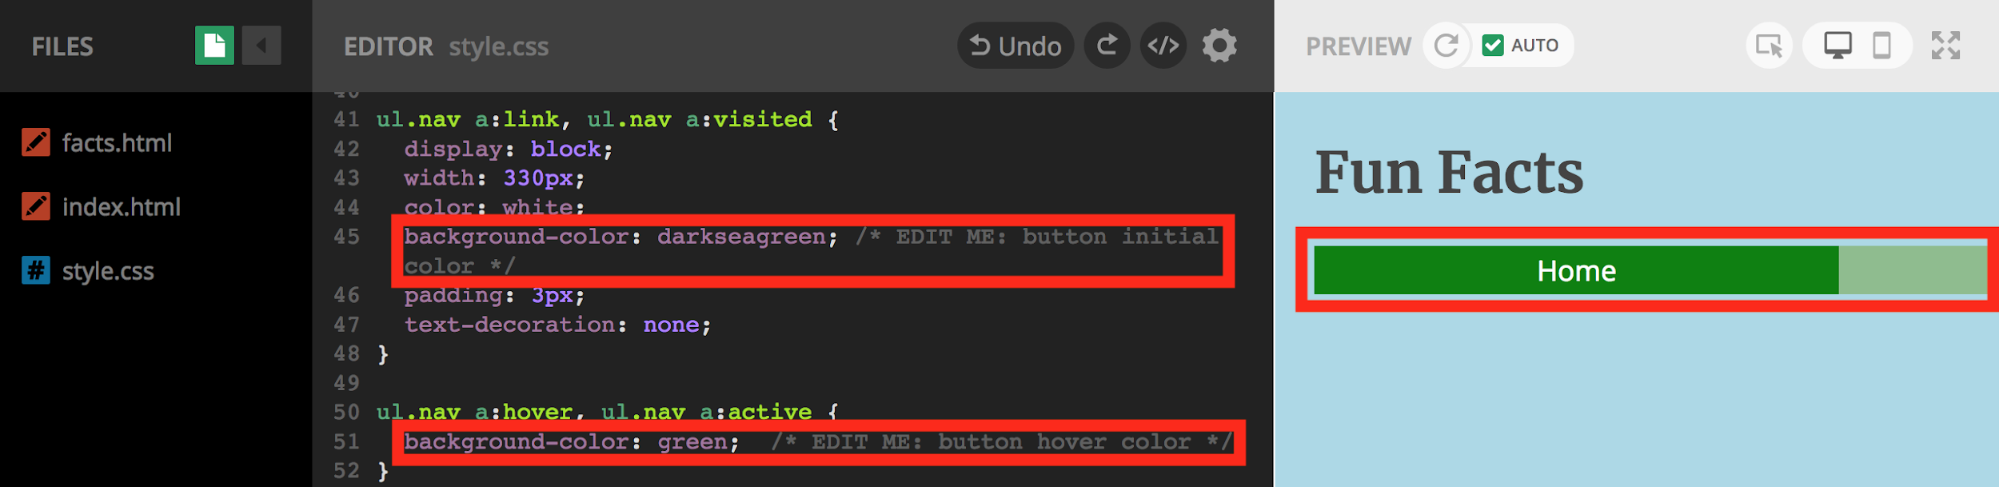 FILES
EDITOR style.css
Undo
</>
PREVIEW
AUTO
facts.html
index.html
#
style.css
40
41 ul.nav a:link, ul.nav a:visited {
42 display: block;
43 width: 330px;
44 color: white;
45 background-color: darkseagreen; /* EDIT ME: button initial
color */
46 padding: 3px;
47 text-decoration: none;
48 }
49
50 ul.nav a:hover, ul.nav a:active {
51 background-color: green; /* EDIT ME: button hover color */
52 }
Fun Facts
Home